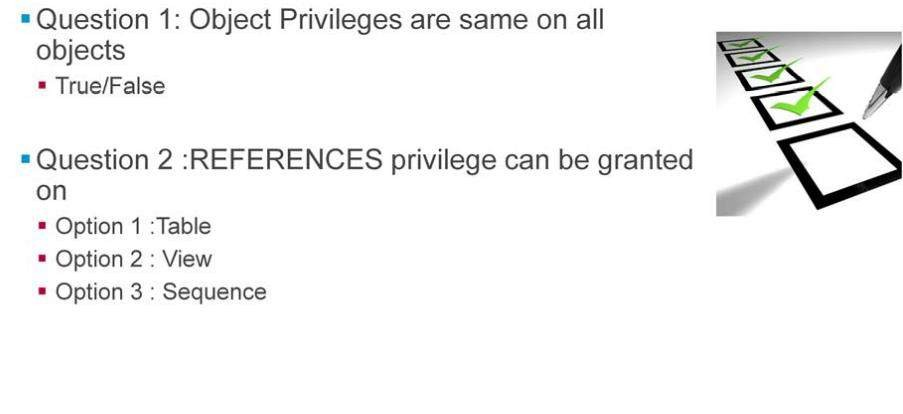 Question 1: Object Privileges are same on all
objects
True/False
Question 2 :REFERENCES privilege can be granted
on
Option 1 :Table
Option 2 : View
Option 3 : Sequence